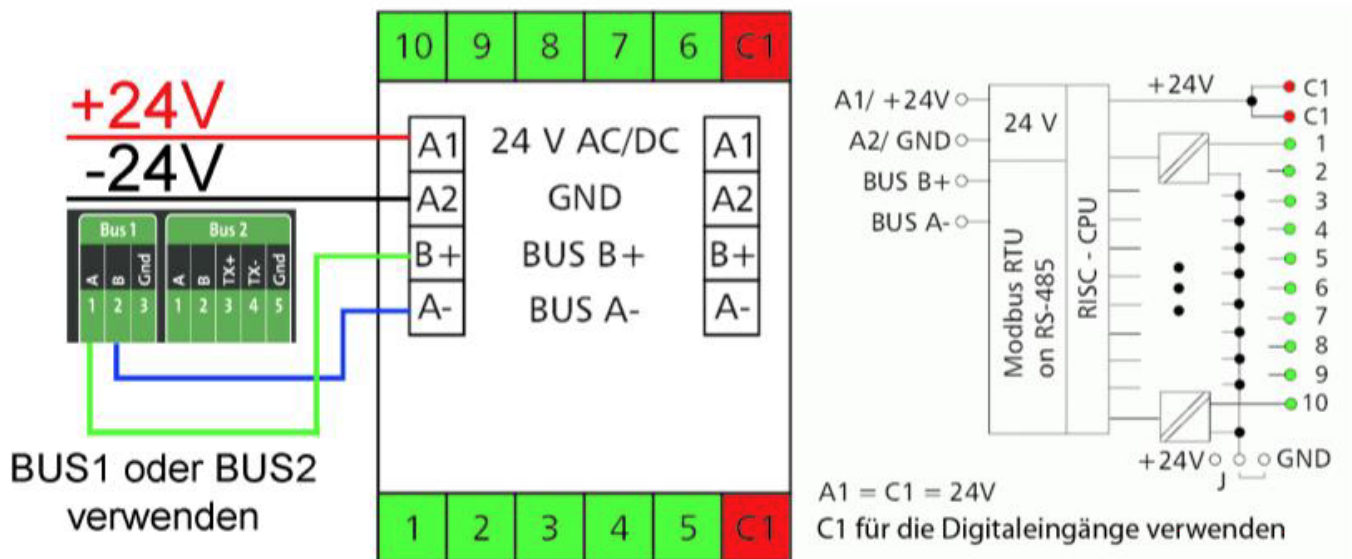 10 9 8 7 6 C1
+24V
-24V
A1 24 V AC/DC A1
A2 GND A2
B+ BUS B+ B+
A- BUS A- A-
Bus 1 Bus 2
A B Gnd A B TX+ TX- Gnd
1 2 3 1 2 3 4 5
BUS1 oder BUS2
verwenden
1 2 3 4 5 C1
A1/ +24V
A2/ GND
BUS B+
BUS A-
24 V
Modbus RTU
on RS-485
RISC - CPU
+24V
C1
C1
1
2
3
4
5
6
7
8
9
10
+24V GND
J
A1 = C1 = 24V
C1 für die Digitaleingänge verwenden